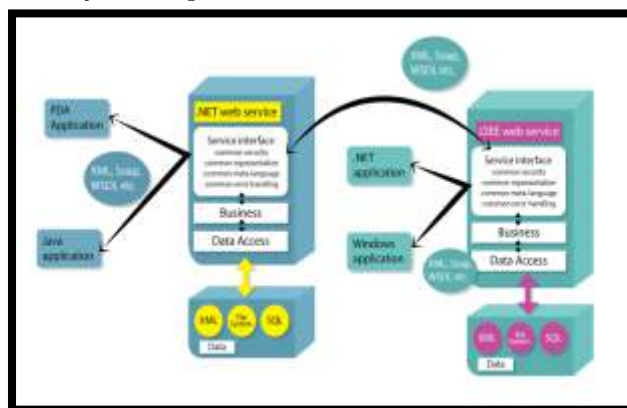 PDA
Application
XML, Soap,
WSDL, etc.
Java
application
.NET web service
Service interface
common security
common representation
common meta-language
common error handling
Business
Data Access
XML
File
System
SQL
Data
XML, Soap,
WSDL, etc.
.NET
application
Windows
application
XML, Soap,
WSDL, etc.
J2EE web service
Service interface
common security
common representation
common meta-language
common error handling
Business
Data Access
XML
File
System
SQL
Data